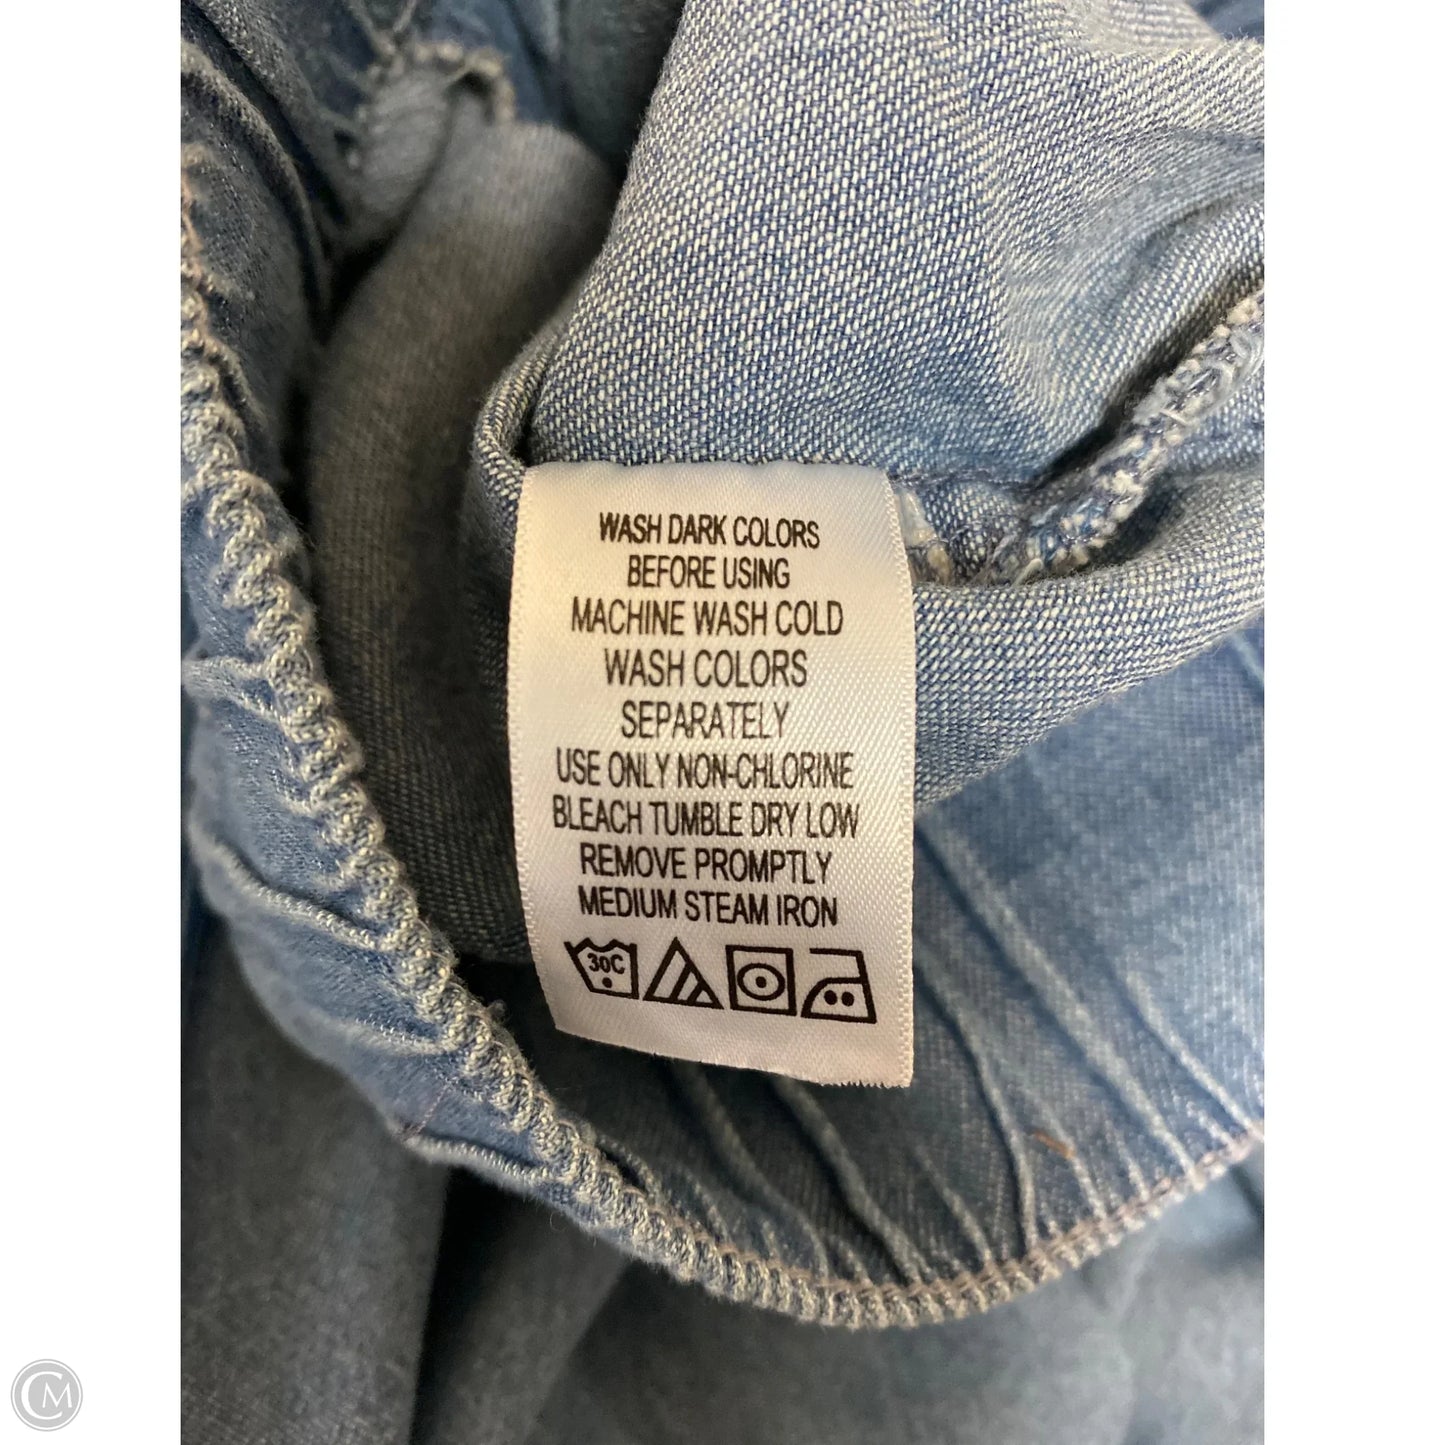 WASH DARK COLORS
BEFORE USING
MACHINE WASH COLD
WASH COLORS
SEPARATELY
USE ONLY NON-CHLORINE
BLEACH TUMBLE DRY LOW
REMOVE PROMPTLY
MEDIUM STEAM IRON
30C
CM